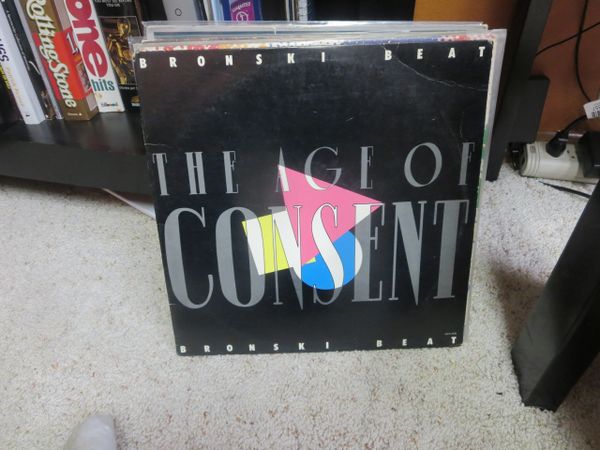 BRONSKI BEAT
THE AGE OF
CONSENT
BRONSKI BEAT
Rolling Stone
one
hits